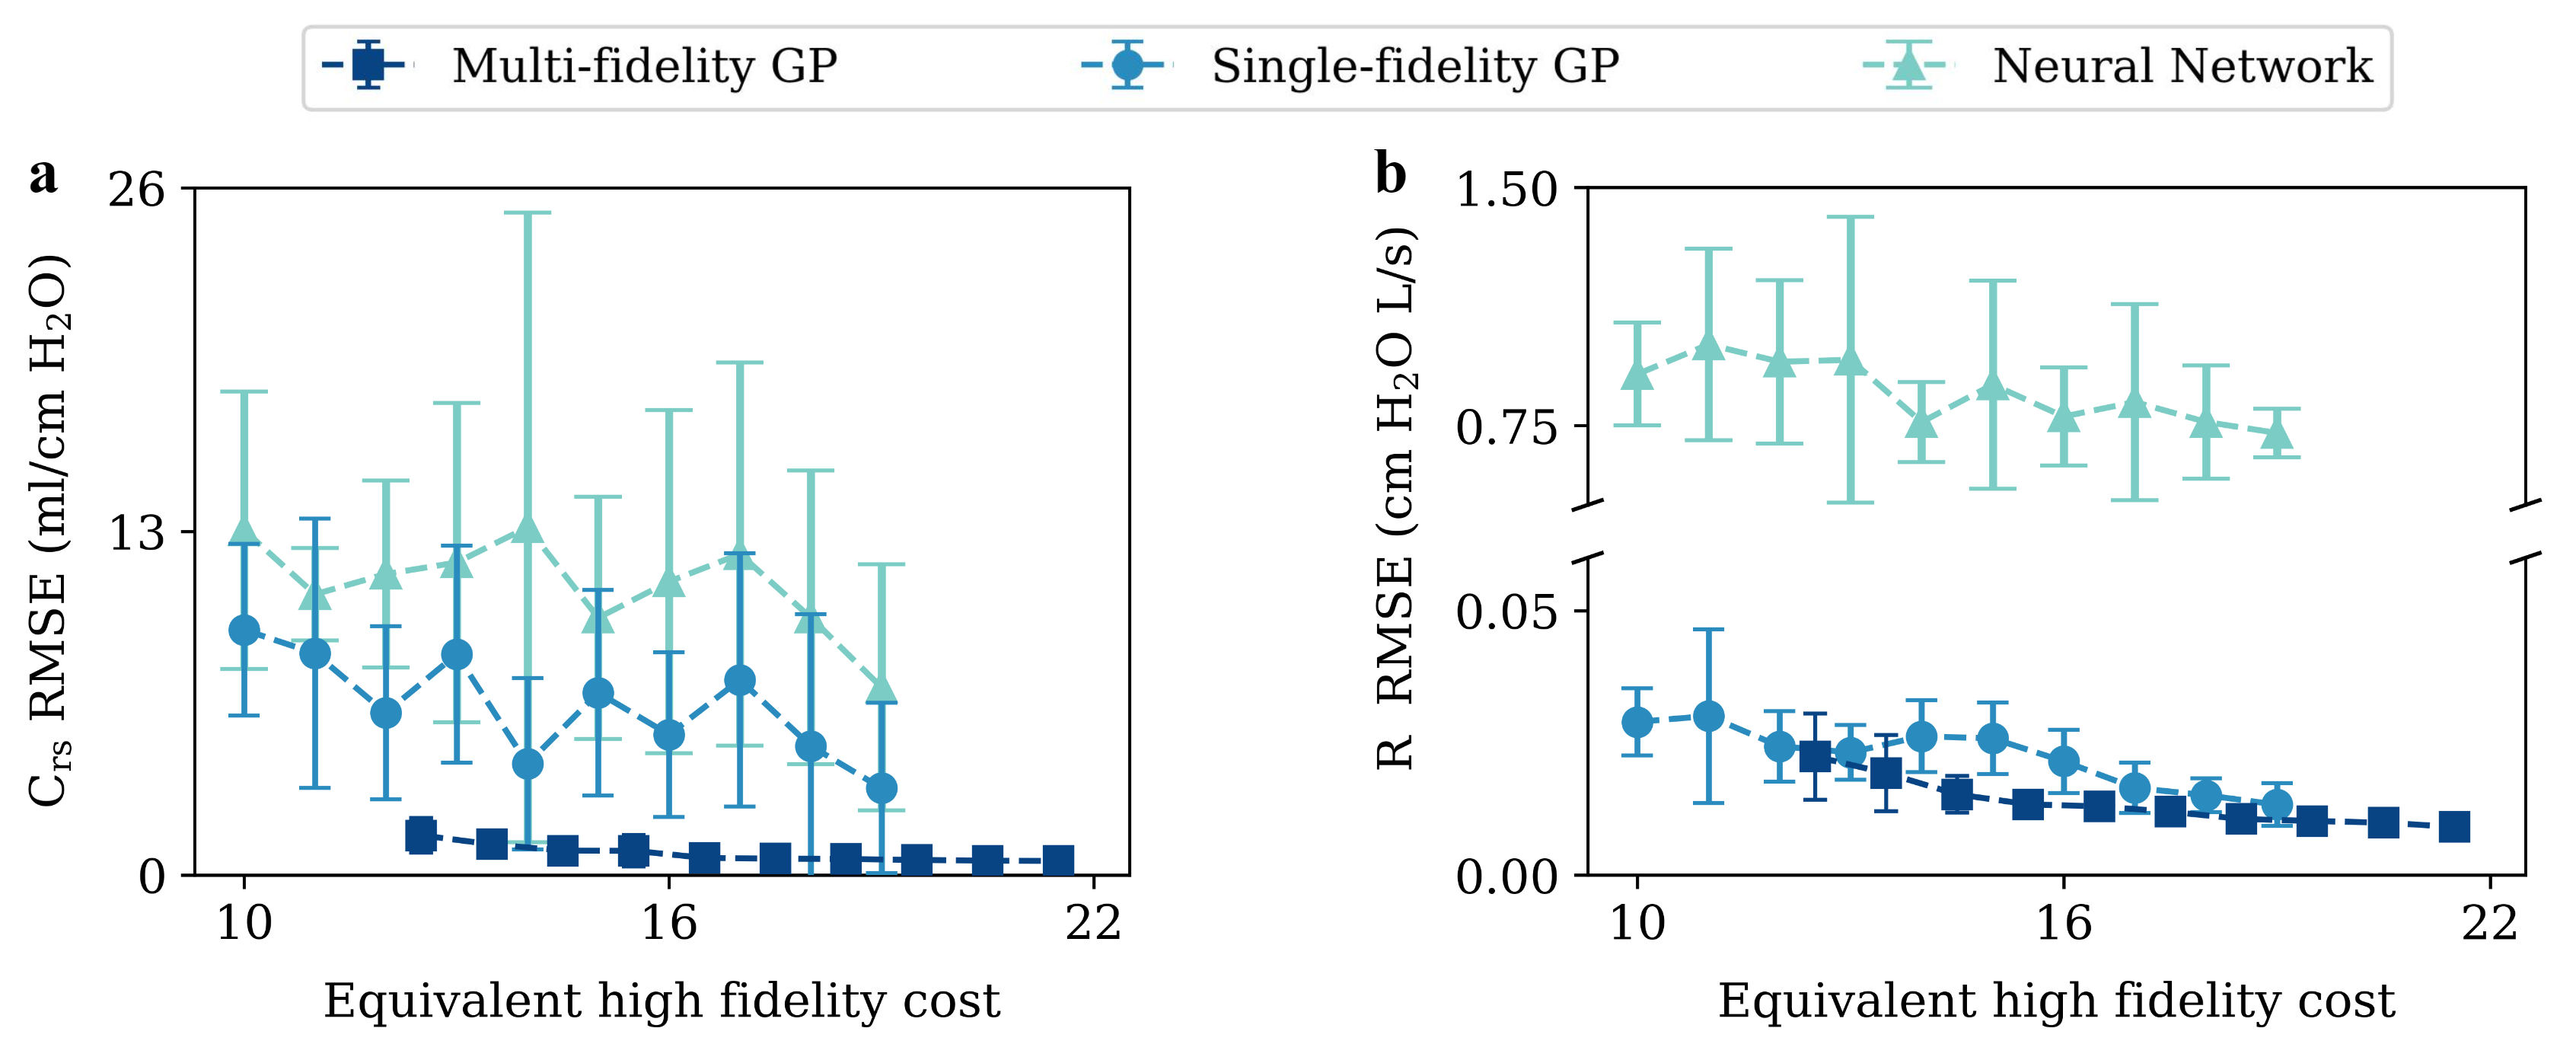 Multi-fidelity GP
Single-fidelity GP
Neural Network
a
C_rs RMSE (ml/cm H₂O)
26
13
0
10
16
22
Equivalent high fidelity cost
b
R RMSE (cm H₂O L/s)
1.50
0.75
0.05
0.00
10
16
22
Equivalent high fidelity cost